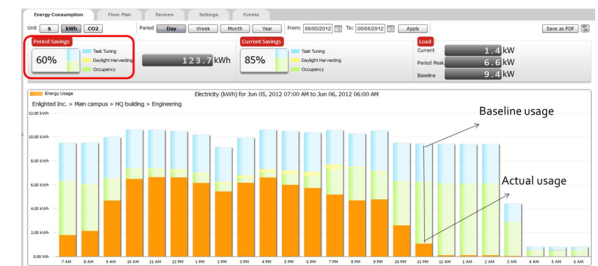 Energy Consumption Floor Plan Devices Settings Events
Unit $ kWh CO2 Period Day Week Month Year From: 06/05/2012 To: 06/06/2012 Apply Save as PDF
Period Savings Current Savings Load
60% Task Tuning Daylight Harvesting Occupancy
123.7 kWh
85% Task Tuning Daylight Harvesting Occupancy
Current 1.4 kW
Period Peak 6.6 kW
Baseline 9.4 kW
Energy Usage Electricity (kWh) for Jun 05, 2012 07:00 AM to Jun 06, 2012 06:00 AM
Enlighted Inc. > Main campus > HQ building > Engineering
12.00 kWh
10.00 kWh
8.00 kWh
6.00 kWh
4.00 kWh
2.00 kWh
0.00 kWh
Baseline usage
Actual usage
7 AM 8 AM 9 AM 10 AM 11 AM 12 AM 1 PM 2 PM 3 PM 4 PM 5 PM 6 PM 7 PM 8 PM 9 PM 10 PM 11 PM 12 AM 1 AM 2 AM 3 AM 4 AM 5 AM 6 AM